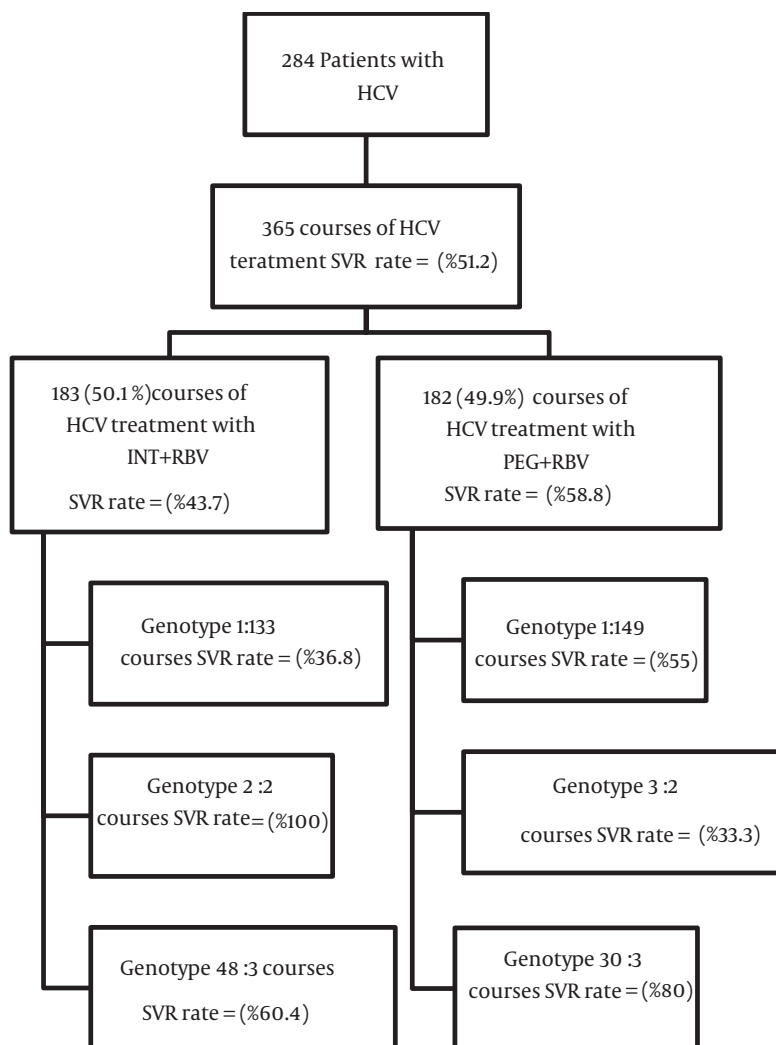 284 Patients with
HCV
365 courses of HCV
teratment SVR rate = (%51.2)
183 (50.1 %)courses of
HCV treatment with
INT+RBV
SVR rate = (%43.7)
182 (49.9%) courses of
HCV treatment with
PEG+RBV
SVR rate = (%58.8)
Genotype 1:133
courses SVR rate = (%36.8)
Genotype 1:149
courses SVR rate = (%55)
Genotype 2 :2
courses SVR rate= (%100)
Genotype 3 :2
courses SVR rate = (%33.3)
Genotype 48 :3 courses
SVR rate = (%60.4)
Genotype 30 :3
courses SVR rate = (%80)